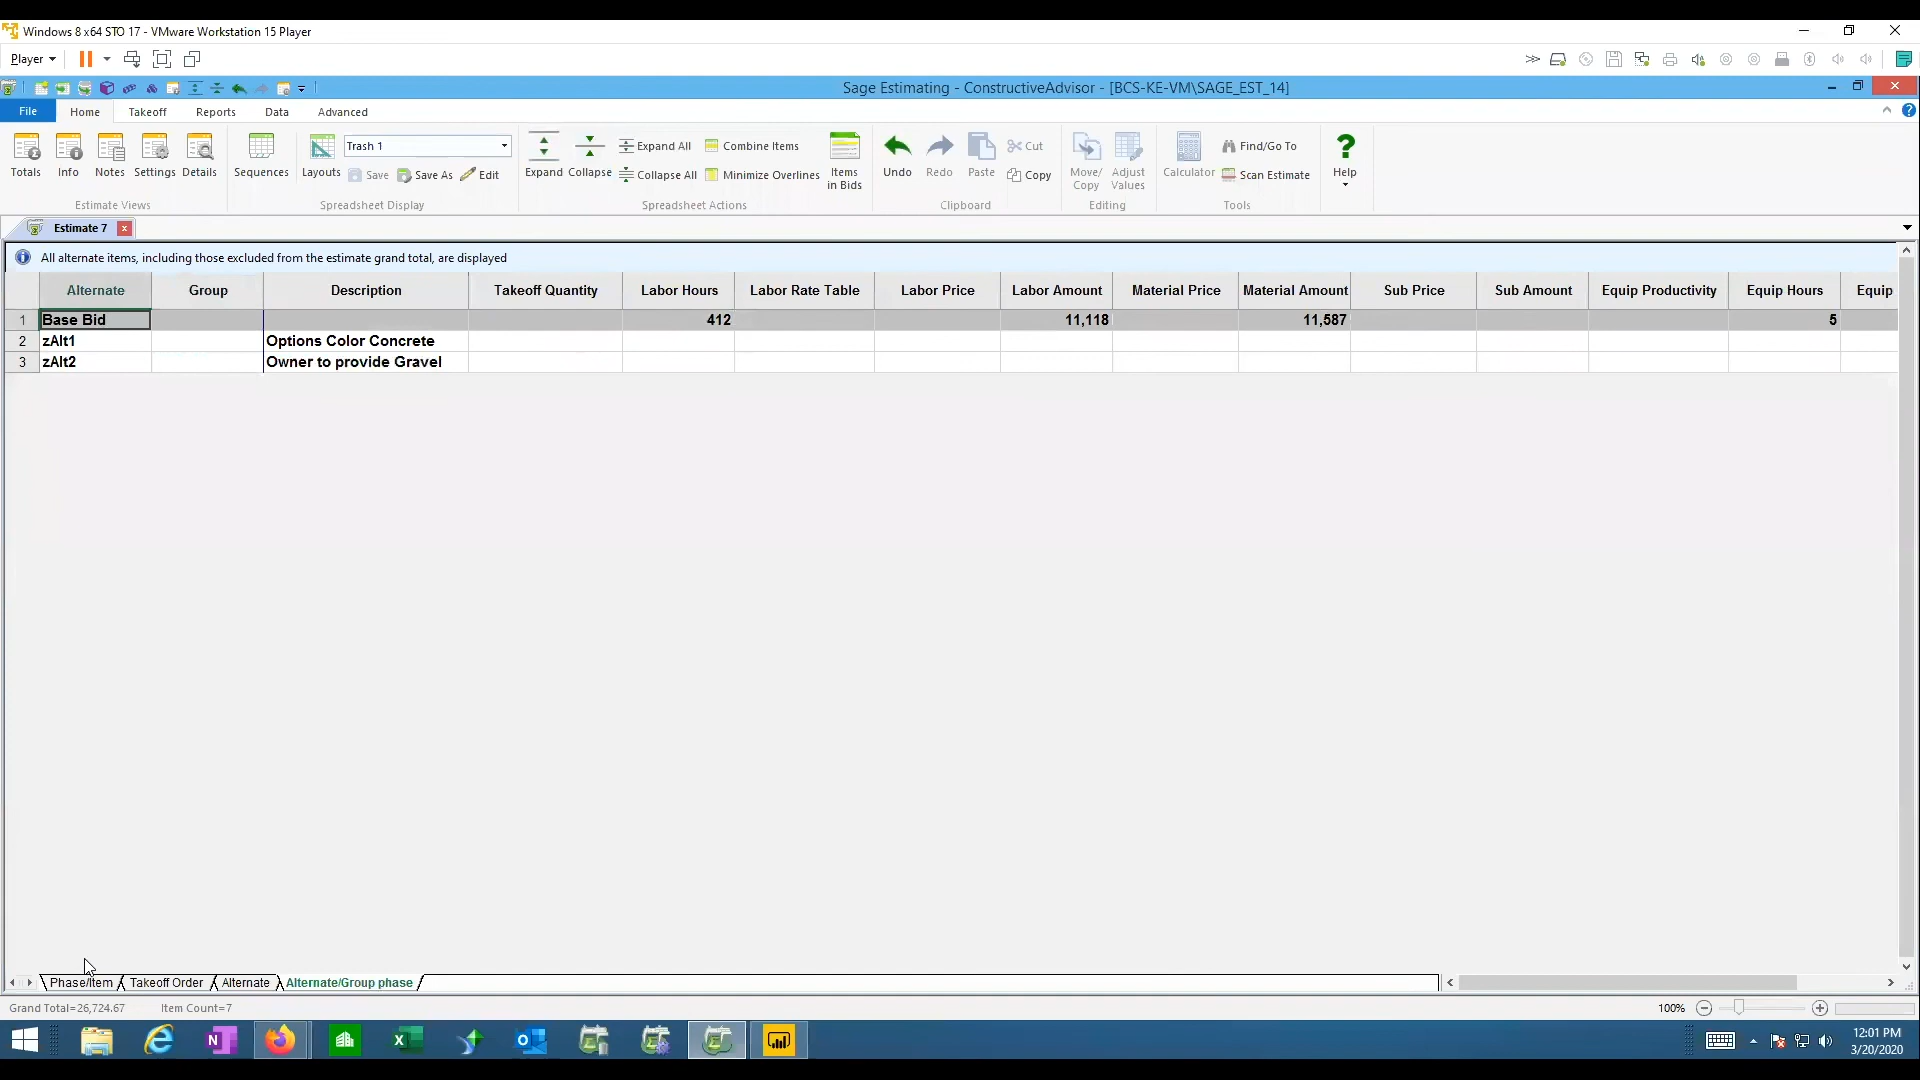 Windows 8 x64 STO 17 - VMware Workstation 15 Player
Player
Sage Estimating - ConstructiveAdvisor - [BCS-KE-VM\SAGE_EST_14]
File Home Takeoff Reports Data Advanced
Totals Info Notes Settings Details
Estimate Views
Sequences
Layouts
Trash 1
Save Save As Edit
Spreadsheet Display
Expand Collapse
Expand All
Collapse All
Combine Items
Minimize Overlines
Items
in Bids
Spreadsheet Actions
Undo Redo Paste
Cut
Copy
Clipboard
Move/
Copy
Adjust
Values
Editing
Calculator
Find/Go To
Scan Estimate
Tools
Help
Estimate 7
All alternate items, including those excluded from the estimate grand total, are displayed
Alternate Group Description Takeoff Quantity Labor Hours Labor Rate Table Labor Price Labor Amount Material Price Material Amount Sub Price Sub Amount Equip Productivity Equip Hours Equip
1 Base Bid 412 11,118 11,587 5
2 zAlt1 Options Color Concrete
3 zAlt2 Owner to provide Gravel
Phase/Item Takeoff Order Alternate Alternate/Group phase
Grand Total=26,724.67 Item Count=7
100%
12:01 PM
3/20/2020